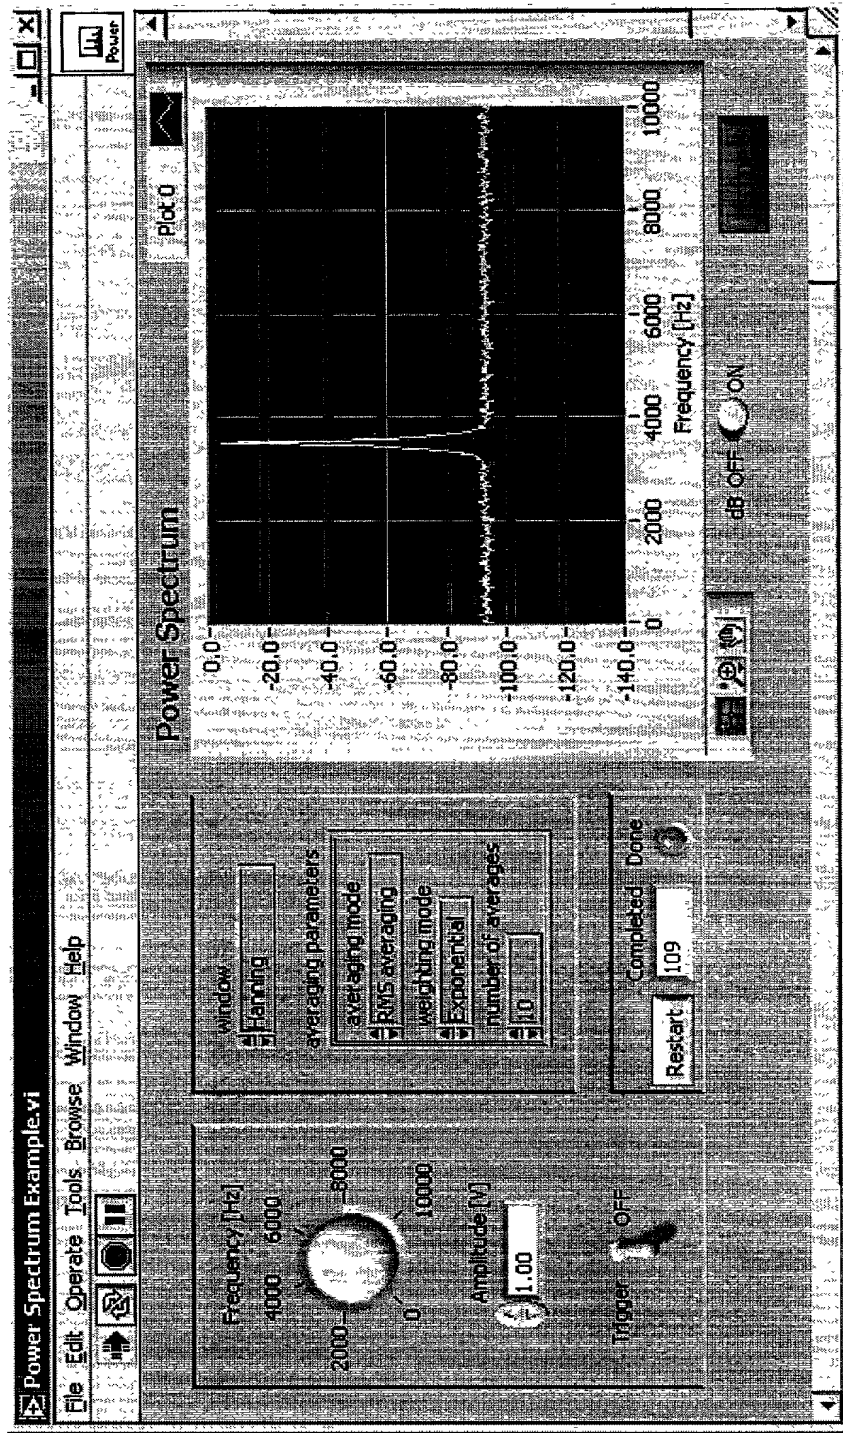 Power Spectrum Example.vi
File Edit Operate Tools Browse Window Help
Power
Frequency [Hz]
4000 6000
2000 8000
0 10000
Amplitude [V]
1.00
Trigger OFF
window
Hanning
averaging parameters
averaging mode
RMS averaging
weighting mode
Exponential
number of averages
10
Restart
Completed
109
Done
Power Spectrum
Plot 0
0.0
-20.0
-40.0
-60.0
-80.0
-100.0
-120.0
-140.0
0 2000 4000 6000 8000 10000
Frequency [Hz]
dB OFF ON